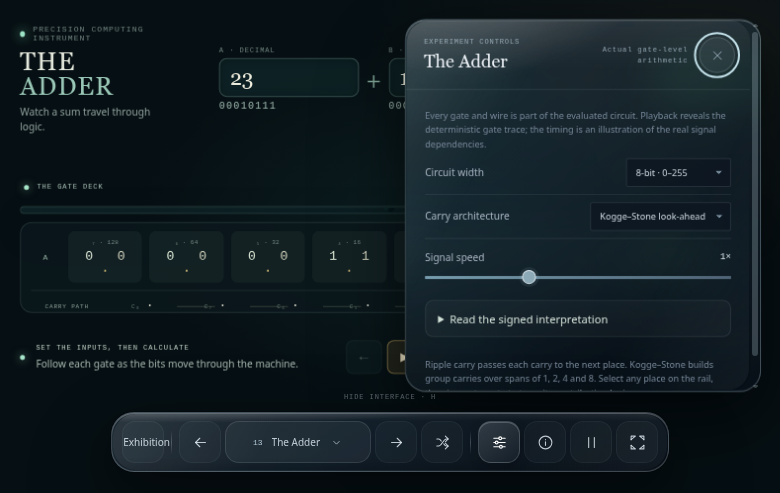 PRECISION COMPUTING
INSTRUMENT
THE
ADDER
Watch a sum travel through
logic.
A · DECIMAL
23
00010111
+
B ·
1
000
THE GATE DECK
A
· 128
0 0
· 64
0 0
· 32
0 0
· 16
1 1
CARRY PATH
SET THE INPUTS, THEN CALCULATE
Follow each gate as the bits move through the machine.
EXPERIMENT CONTROLS
The Adder
Actual gate-level
arithmetic
Every gate and wire is part of the evaluated circuit. Playback reveals the
deterministic gate trace; the timing is an illustration of the real signal
dependencies.
Circuit width
8-bit · 0–255
Carry architecture
Kogge–Stone look-ahead
Signal speed
1×
Read the signed interpretation
Ripple carry passes each carry to the next place. Kogge–Stone builds
group carries over spans of 1, 2, 4 and 8. Select any place on the rail,
HIDE INTERFACE · H
Exhibition
13 The Adder